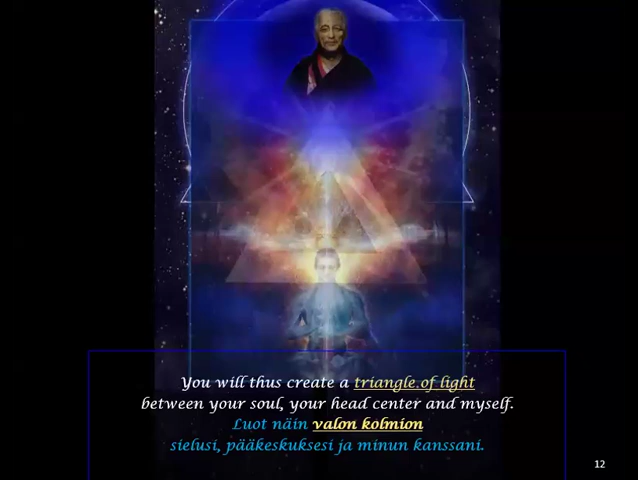 You will thus create a triangle of light
between your soul, your head center and myself.
Luot näin valon kolmion
sielusi, pääkeskuksesi ja minun kanssani.
12